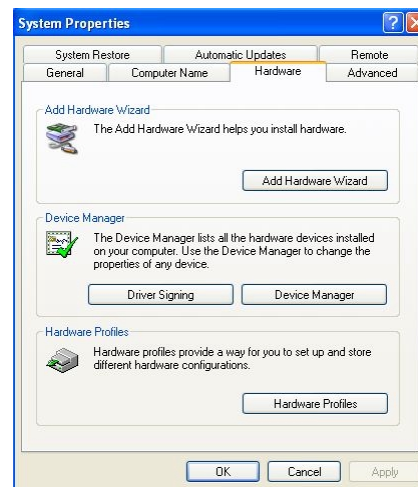 System Properties
System Restore Automatic Updates Remote
General Computer Name Hardware Advanced
Add Hardware Wizard
The Add Hardware Wizard helps you install hardware.
Add Hardware Wizard
Device Manager
The Device Manager lists all the hardware devices installed
on your computer. Use the Device Manager to change the
properties of any device.
Driver Signing Device Manager
Hardware Profiles
Hardware profiles provide a way for you to set up and store
different hardware configurations.
Hardware Profiles
OK Cancel Apply